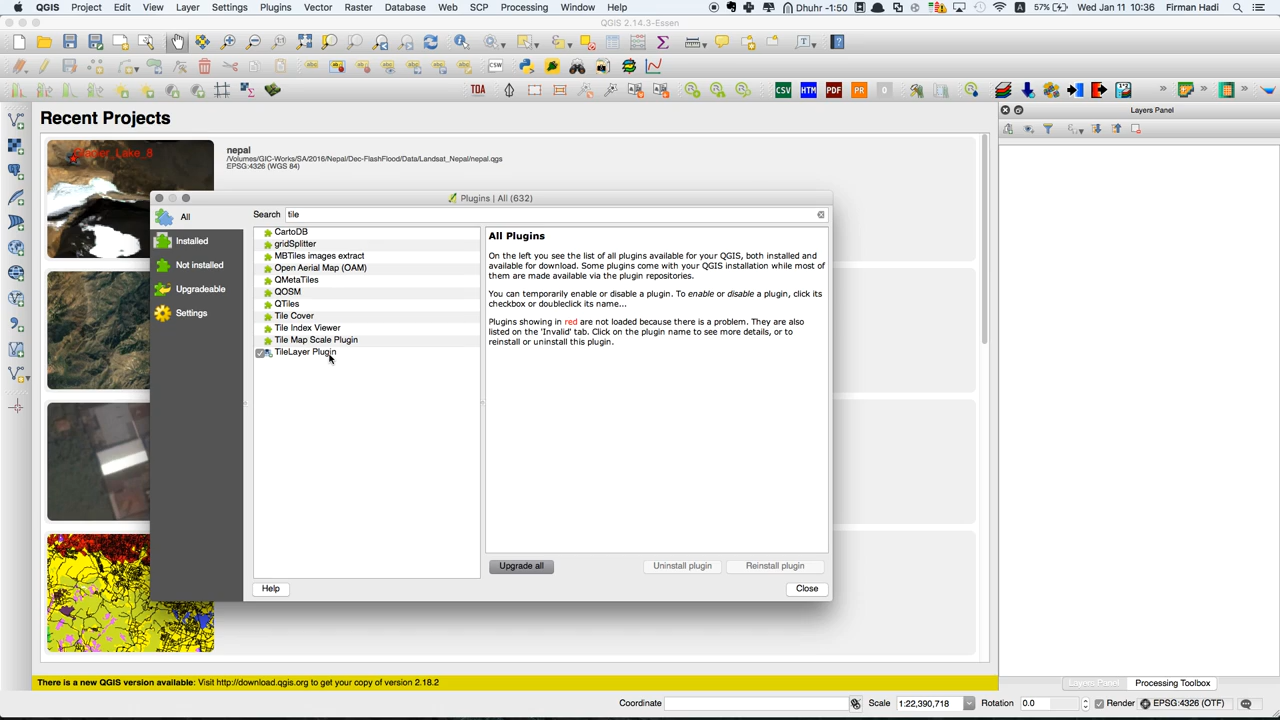 QGIS Project Edit View Layer Settings Plugins Vector Raster Database Web SCP Processing Window Help
Dhuhr -1:50 57% Wed Jan 11 10:36 Firman Hadi
QGIS 2.14.3-Essen
CSW
TOA CSV HTM PDF PR
Recent Projects
Layers Panel
Glacier_Lake_8
nepal
/Volumes/GIC-Works/SA/2016/Nepal/Dec-FlashFlood/Data/Landsat_Nepal/nepal.qgs
EPSG:4326 (WGS 84)
Plugins | All (632)
All
Installed
Not installed
Upgradeable
Settings
Search tile
CartoDB
gridSplitter
MBTiles images extract
Open Aerial Map (OAM)
QMetaTiles
QOSM
QTiles
Tile Cover
Tile Index Viewer
Tile Map Scale Plugin
TileLayer Plugin
All Plugins
On the left you see the list of all plugins available for your QGIS, both installed and
available for download. Some plugins come with your QGIS installation while most of
them are made available via the plugin repositories.
You can temporarily enable or disable a plugin. To enable or disable a plugin, click its
checkbox or doubleclick its name...
Plugins showing in red are not loaded because there is a problem. They are also
listed on the 'Invalid' tab. Click on the plugin name to see more details, or to
reinstall or uninstall this plugin.
Upgrade all Uninstall plugin Reinstall plugin
Help Close
There is a new QGIS version available: Visit http://download.qgis.org to get your copy of version 2.18.2
Layers Panel Processing Toolbox
Coordinate Scale 1:22,390,718 Rotation 0.0 Render EPSG:4326 (OTF)